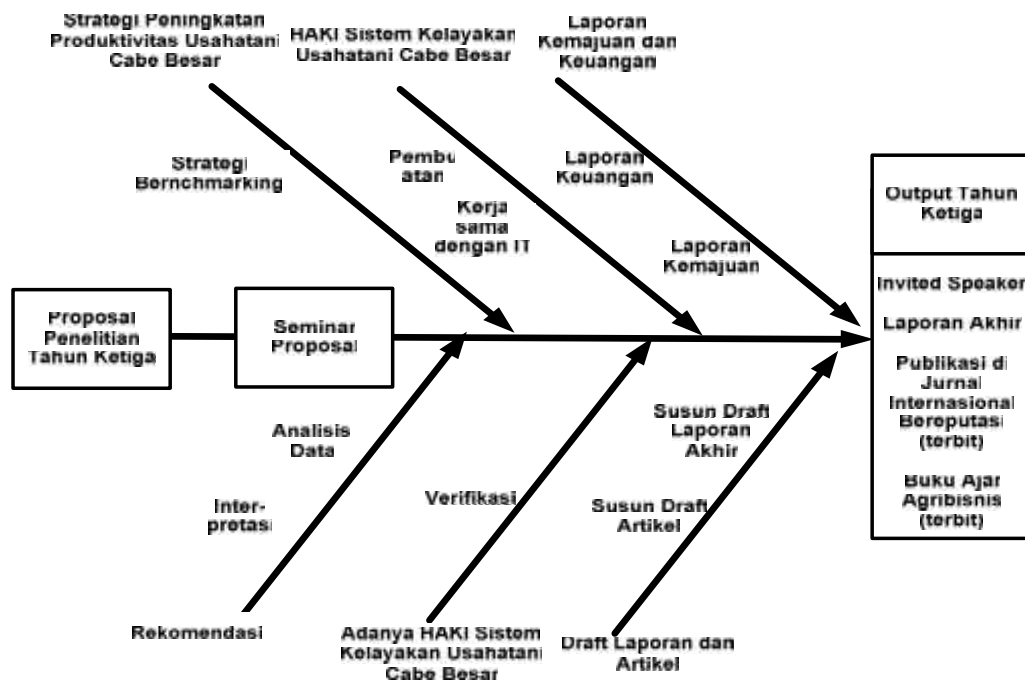 Strategi Peningkatan
Produktivitas Usahatani
Cabe Besar
HAKI Sistem Kelayakan
Usahatani Cabe Besar
Laporan
Kemajuan dan
Keuangan
Strategi
Bernchmarking
Pembu
atan
Kerja
sama
dengan IT
Laporan
Keuangan
Laporan
Kemajuan
Output Tahun
Ketiga
Proposal
Penelitian
Tahun Ketiga
Seminar
Proposal
Invited Speaker
Laporan Akhir
Publikasi di
Jurnal
Internasional
Bereputasi
(terbit)
Buku Ajar
Agribisnis
(terbit)
Analisis
Data
Inter-
pretasi
Rekomendasi
Verifikasi
Adanya HAKI Sistem
Kelayakan Usahatani
Cabe Besar
Susun Draft
Laporan
Akhir
Susun Draft
Artikel
Draft Laporan dan
Artikel